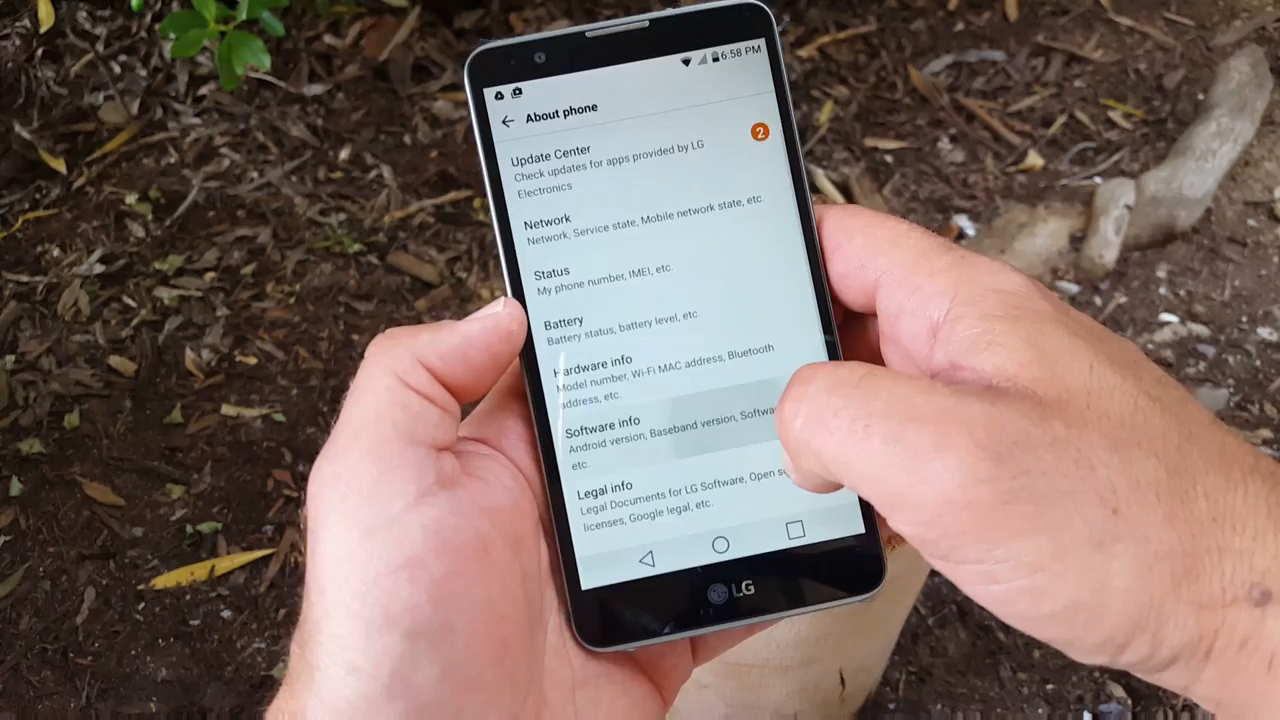 6:58 PM
About phone
Update Center
2
Check updates for apps provided by LG
Electronics
Network
Network, Service state, Mobile network state, etc.
Status
My phone number, IMEI, etc.
Battery
Battery status, battery level, etc.
Hardware info
Model number, Wi-Fi MAC address, Bluetooth
address, etc.
Software info
Android version, Baseband version,
etc.
Legal info
Legal Documents for LG Software, Open
licenses, Google legal, etc.
LG